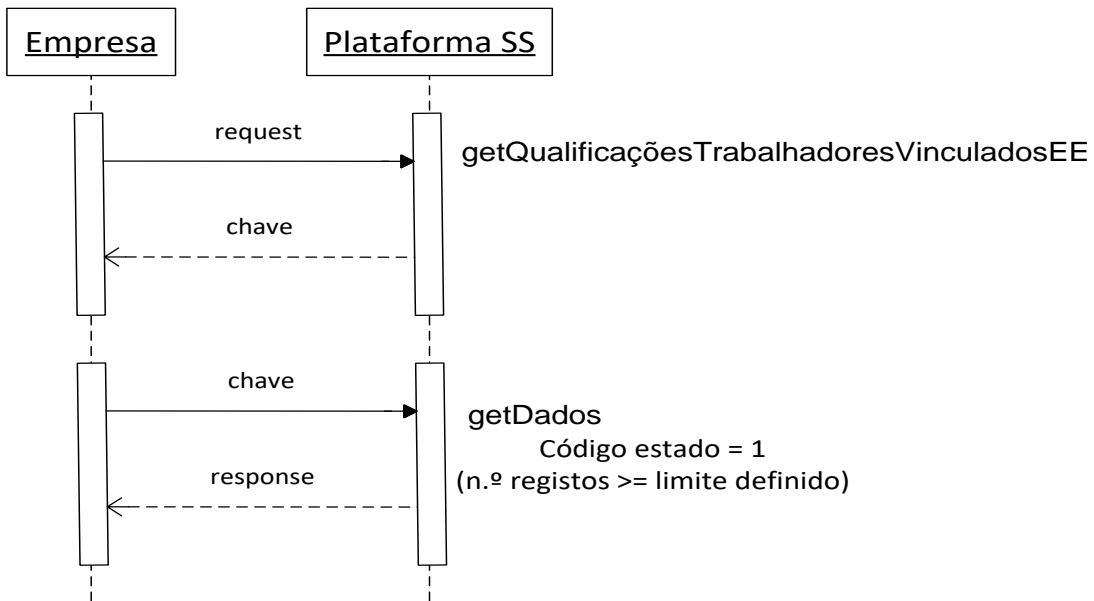 Empresa
Plataforma SS
request
getQualificaçõesTrabalhadoresVinculadosEE
chave
chave
getDados
Código estado = 1
response
(n.º registos >= limite definido)